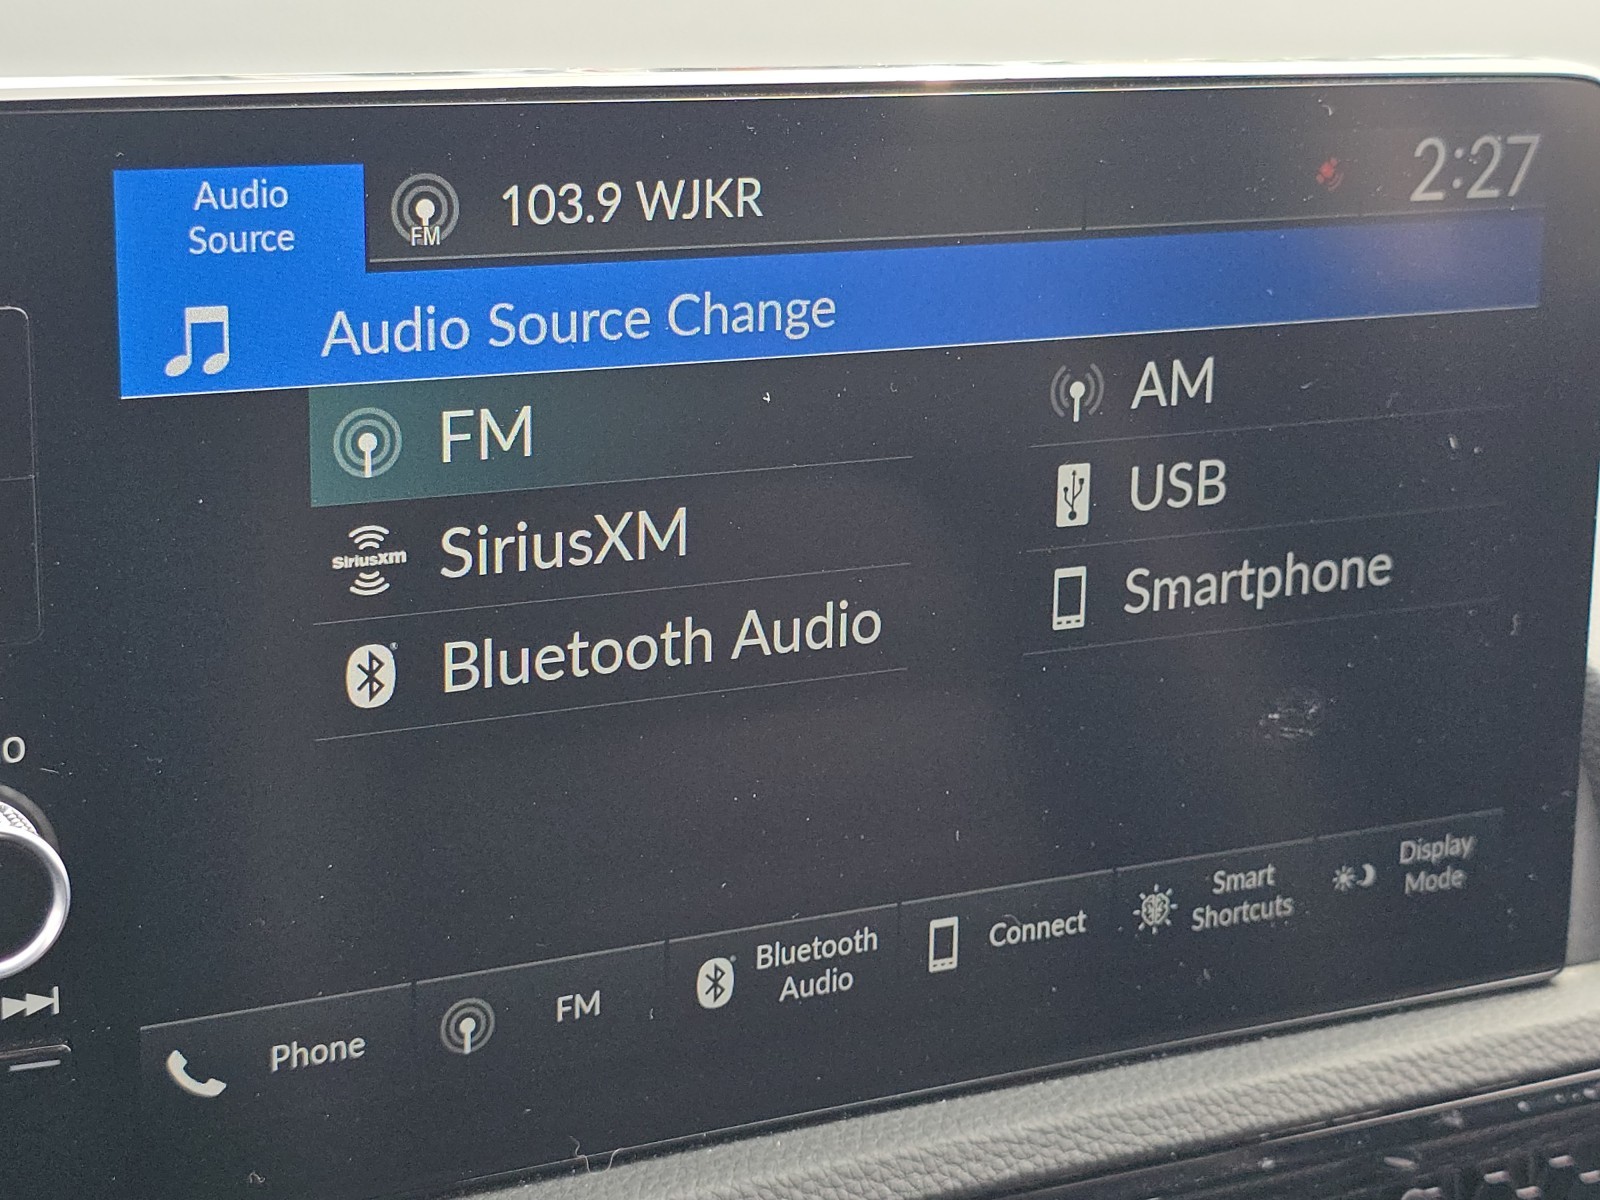 Audio
Source
FM
103.9 WJKR
2:27
Audio Source Change
FM
AM
SiriusXM
SiriusXM
USB
Bluetooth Audio
Smartphone
Phone
FM
Bluetooth
Audio
Connect
Smart
Shortcuts
Display
Mode